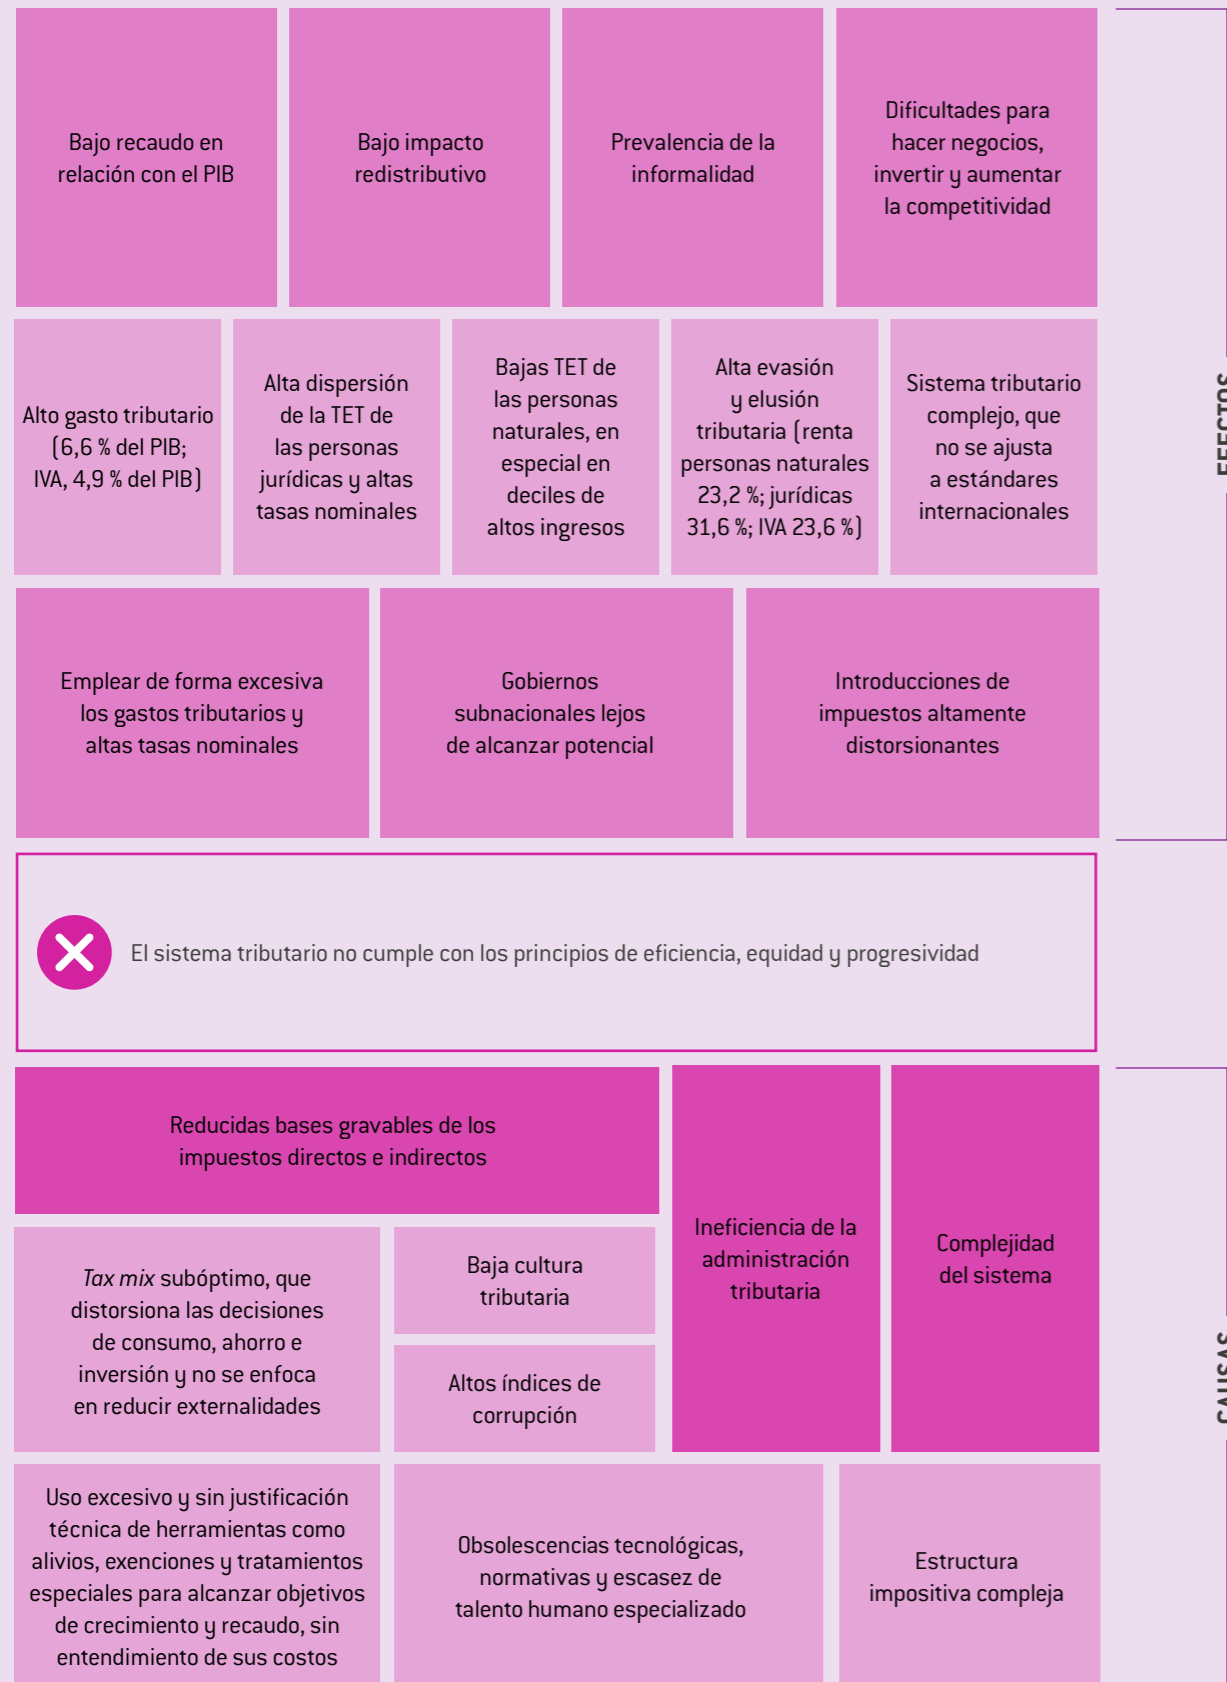 Bajo recaudo en
relación con el PIB
Bajo impacto
redistributivo
Prevalencia de la
informalidad
Dificultades para
hacer negocios,
invertir y aumentar
la competitividad
Alto gasto tributario
(6,6 % del PIB;
IVA, 4,9 % del PIB)
Alta dispersión
de la TET de
las personas
jurídicas y altas
tasas nominales
Bajas TET de
las personas
naturales, en
especial en
deciles de
altos ingresos
Alta evasión
y elusión
tributaria (renta
personas naturales
23,2 %; jurídicas
31,6 %; IVA 23,6 %)
Sistema tributario
complejo, que
no se ajusta
a estándares
internacionales
EFECTOS
Emplear de forma excesiva
los gastos tributarios y
altas tasas nominales
Gobiernos
subnacionales lejos
de alcanzar potencial
Introducciones de
impuestos altamente
distorsionantes
El sistema tributario no cumple con los principios de eficiencia, equidad y progresividad
Reducidas bases gravables de los
impuestos directos e indirectos
Ineficiencia de la
administración
tributaria
Complejidad
del sistema
Tax mix subóptimo, que
distorsiona las decisiones
de consumo, ahorro e
inversión y no se enfoca
en reducir externalidades
Baja cultura
tributaria
Altos índices de
corrupción
CAUSAS
Uso excesivo y sin justificación
técnica de herramientas como
alivios, exenciones y tratamientos
especiales para alcanzar objetivos
de crecimiento y recaudo, sin
entendimiento de sus costos
Obsolescencias tecnológicas,
normativas y escasez de
talento humano especializado
Estructura
impositiva compleja